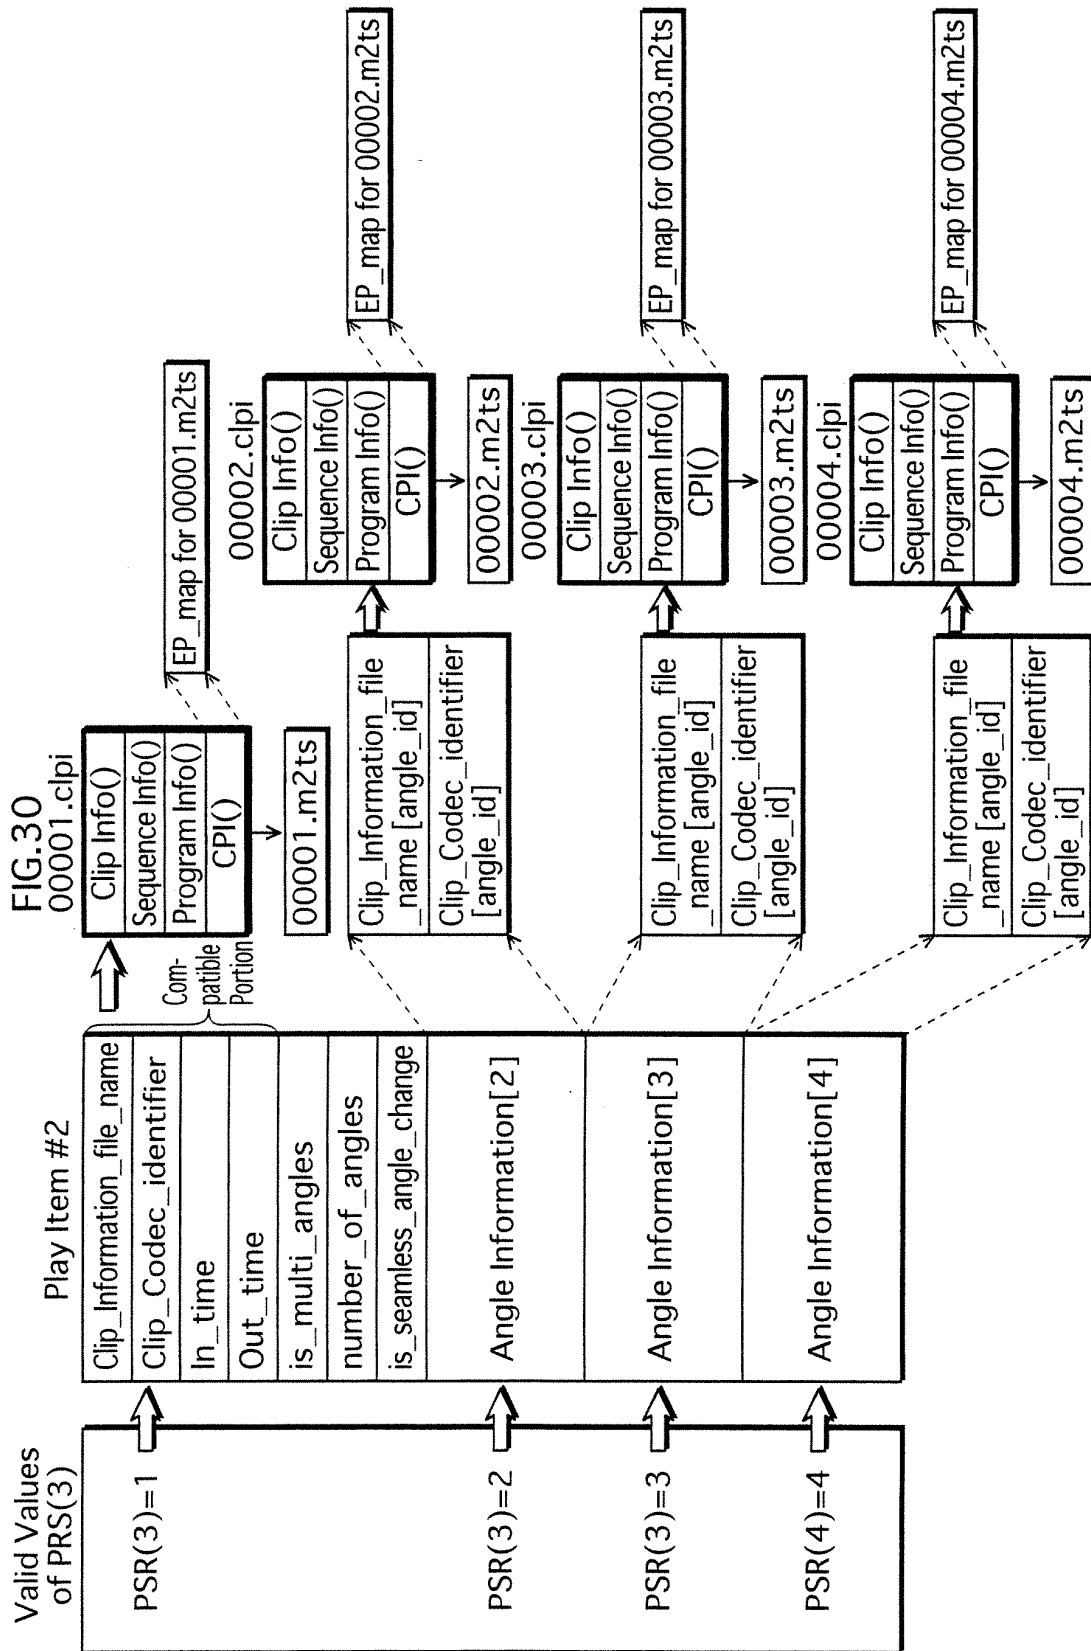 FIG.30
Valid Values
of PRS(3)
PSR(3)=1
PSR(3)=2
PSR(3)=3
PSR(4)=4
Play Item #2
Clip_Information_file_name
Clip_Codec_identifier
In_time
Out_time
is_multi_angles
number_of_angles
is_seamless_angle_change
Angle Information[2]
Angle Information[3]
Angle Information[4]
Com-
patible
Portion
00001.clpi
Clip Info()
Sequence Info()
Program Info()
CPI()
EP_map for 00001.m2ts
00001.m2ts
Clip_Information_file
_name [angle_id]
Clip_Codec_identifier
[angle_id]
00002.clpi
Clip Info()
Sequence Info()
Program Info()
CPI()
EP_map for 00002.m2ts
00002.m2ts
Clip_Information_file
_name [angle_id]
Clip_Codec_identifier
[angle_id]
00003.clpi
Clip Info()
Sequence Info()
Program Info()
CPI()
EP_map for 00003.m2ts
00003.m2ts
Clip_Information_file
_name [angle_id]
Clip_Codec_identifier
[angle_id]
00004.clpi
Clip Info()
Sequence Info()
Program Info()
CPI()
EP_map for 00004.m2ts
00004.m2ts